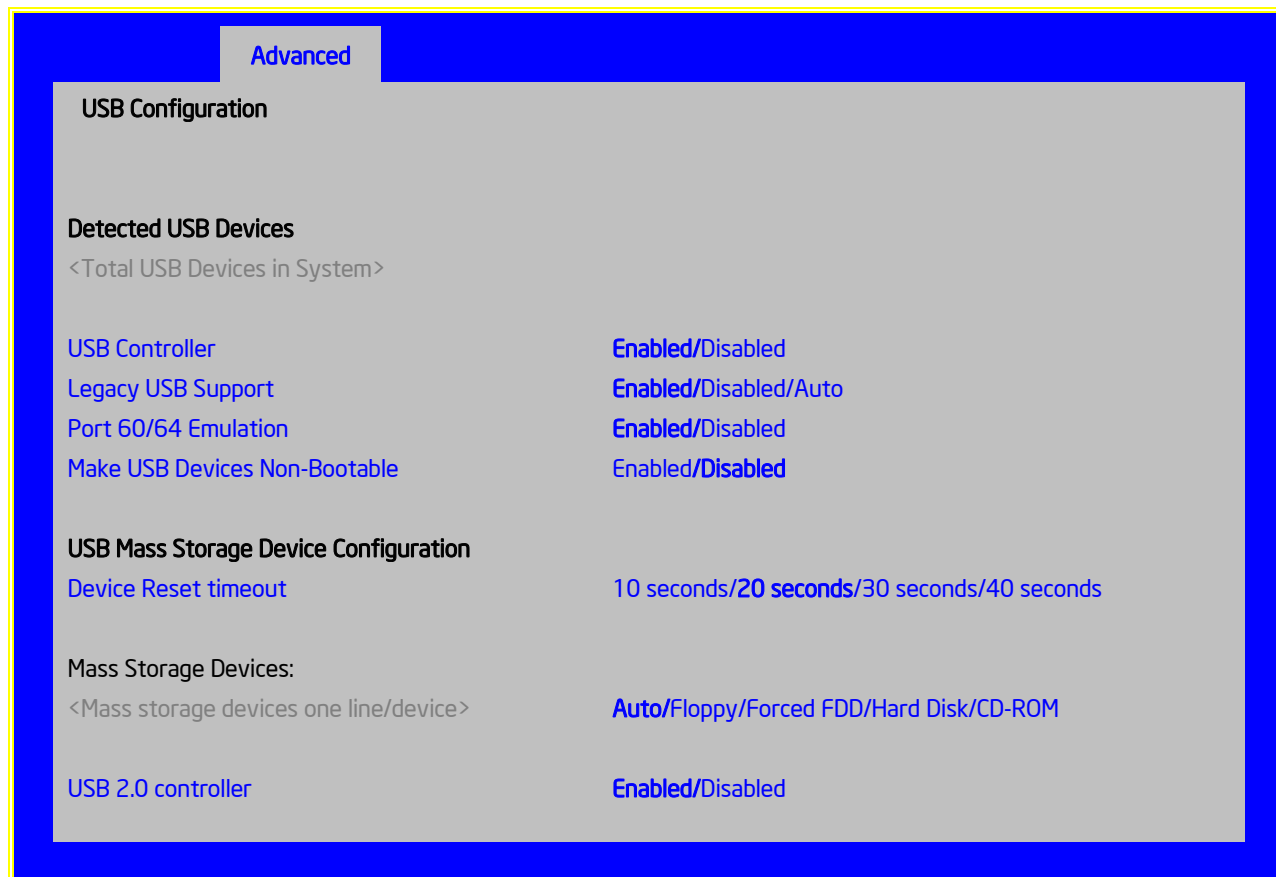 Advanced
USB Configuration
Detected USB Devices
<Total USB Devices in System>
USB Controller Enabled/Disabled
Legacy USB Support Enabled/Disabled/Auto
Port 60/64 Emulation Enabled/Disabled
Make USB Devices Non-Bootable Enabled/Disabled
USB Mass Storage Device Configuration
Device Reset timeout 10 seconds/20 seconds/30 seconds/40 seconds
Mass Storage Devices:
<Mass storage devices one line/device> Auto/Floppy/Forced FDD/Hard Disk/CD-ROM
USB 2.0 controller Enabled/Disabled